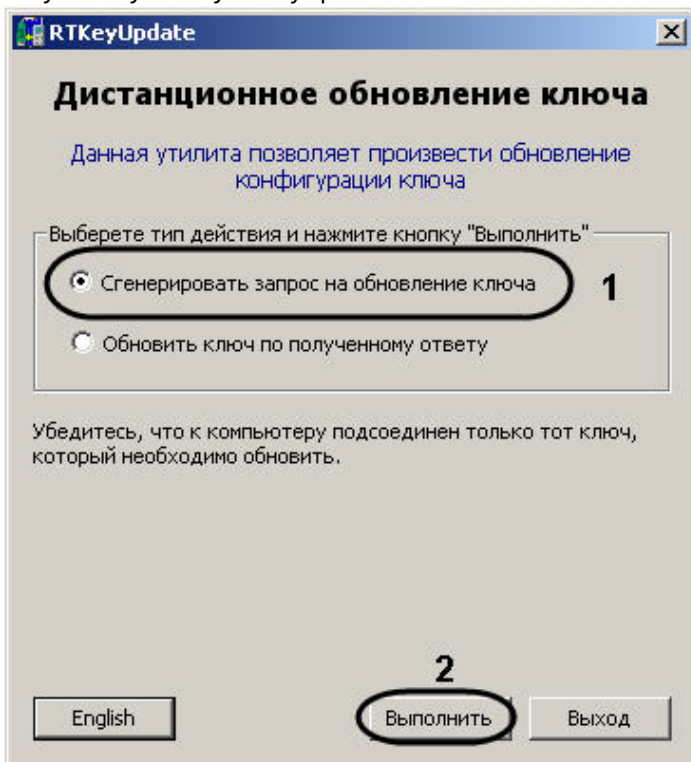 RTKeyUpdate
Дистанционное обновление ключа
Данная утилита позволяет произвести обновление
конфигурации ключа
Выберете тип действия и нажмите кнопку "Выполнить"
Сгенерировать запрос на обновление ключа
1
Обновить ключ по полученному ответу
Убедитесь, что к компьютеру подсоединен только тот ключ,
который необходимо обновить.
2
English
Выполнить
Выход